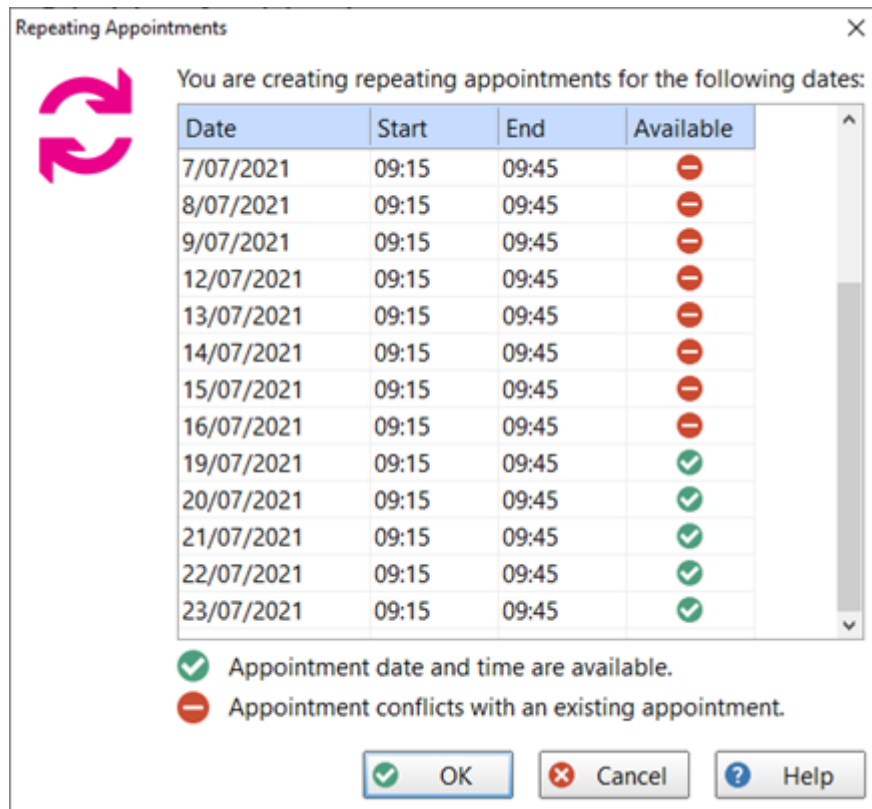 Repeating Appointments
You are creating repeating appointments for the following dates:
Date Start End Available
7/07/2021 09:15 09:45
8/07/2021 09:15 09:45
9/07/2021 09:15 09:45
12/07/2021 09:15 09:45
13/07/2021 09:15 09:45
14/07/2021 09:15 09:45
15/07/2021 09:15 09:45
16/07/2021 09:15 09:45
19/07/2021 09:15 09:45
20/07/2021 09:15 09:45
21/07/2021 09:15 09:45
22/07/2021 09:15 09:45
23/07/2021 09:15 09:45
Appointment date and time are available.
Appointment conflicts with an existing appointment.
OK Cancel ? Help